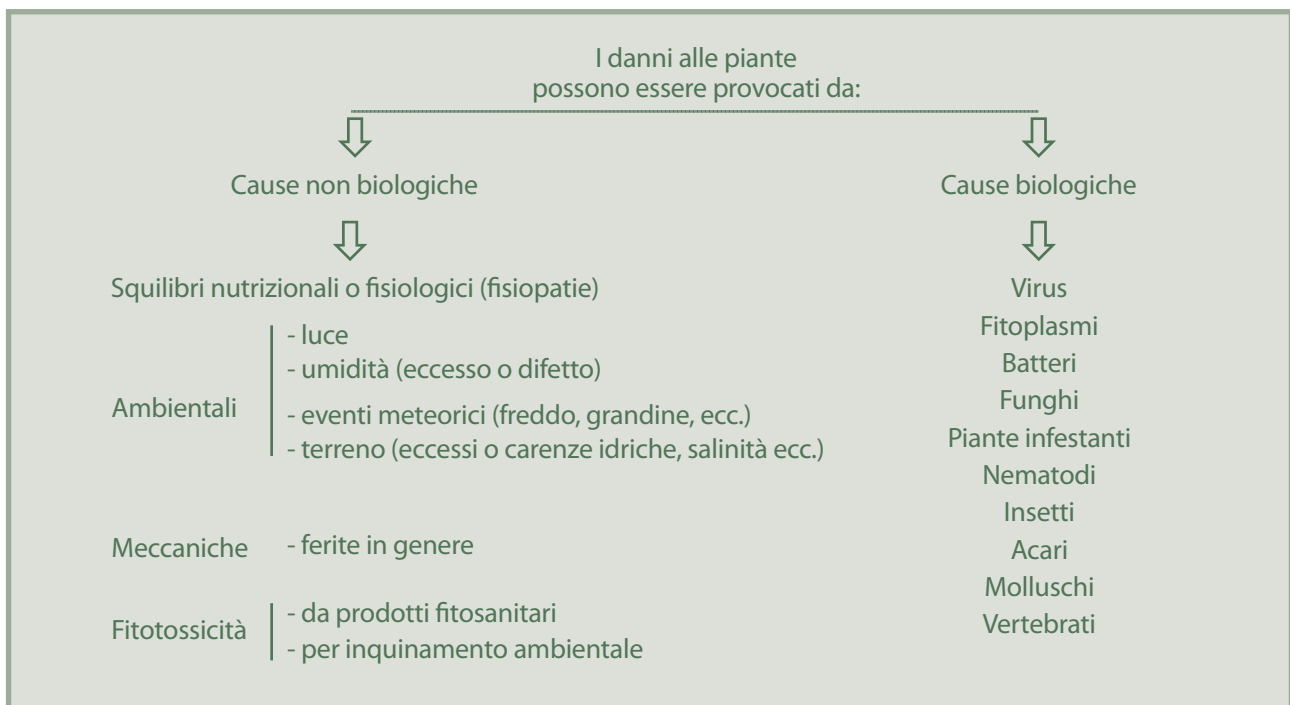 I danni alle piante
possono essere provocati da:
Cause non biologiche
Squilibri nutrizionali o fisiologici (fisiopatie)
Ambientali
- luce
- umidità (eccesso o difetto)
- eventi meteorici (freddo, grandine, ecc.)
- terreno (eccessi o carenze idriche, salinità ecc.)
Meccaniche
- ferite in genere
Fitotossicità
- da prodotti fitosanitari
- per inquinamento ambientale
Cause biologiche
Virus
Fitoplasmi
Batteri
Funghi
Piante infestanti
Nematodi
Insetti
Acari
Molluschi
Vertebrati